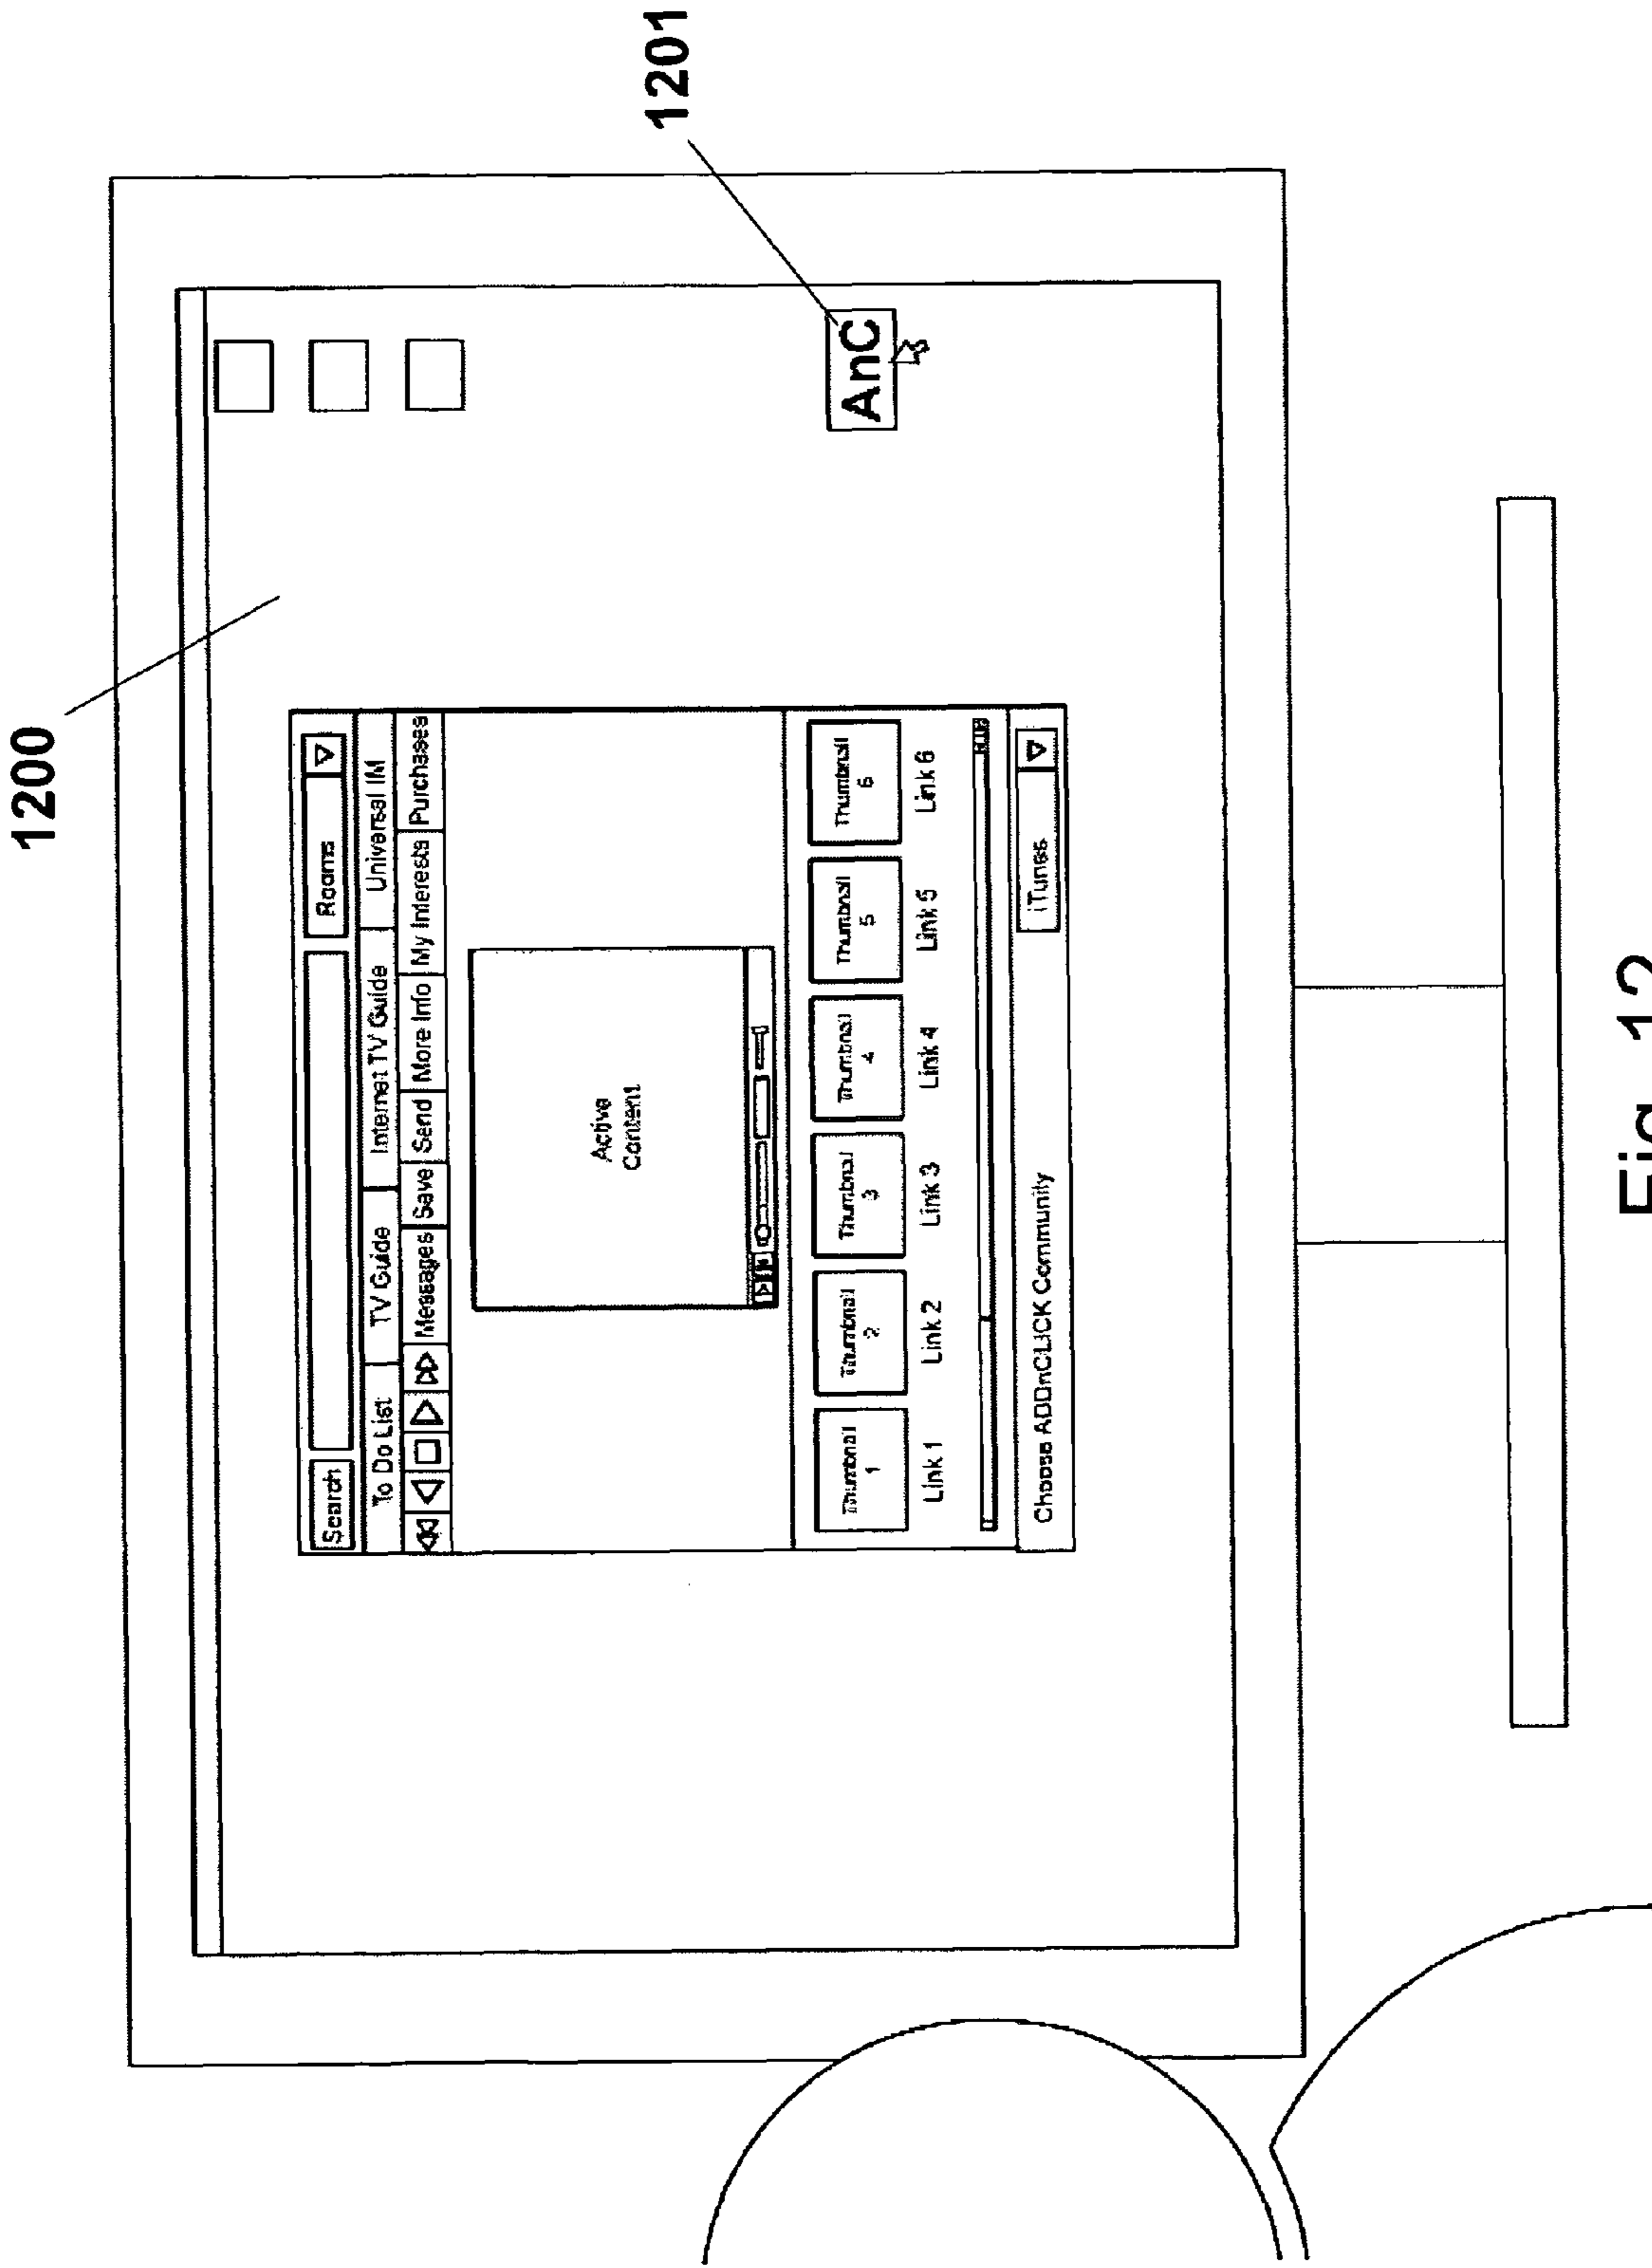 1200
1201
Search Rooms
To Do List TV Guide Internet TV Guide Universal IM
Messages Save Send More Info My Interests Purchases
Active
Content
AnC
Thumbnail Thumbnail Thumbnail Thumbnail Thumbnail Thumbnail
1 2 3 4 5 6
Link 1 Link 2 Link 3 Link 4 Link 5 Link 6
Choose ADDnCLICK Community iTunes
Fig. 12